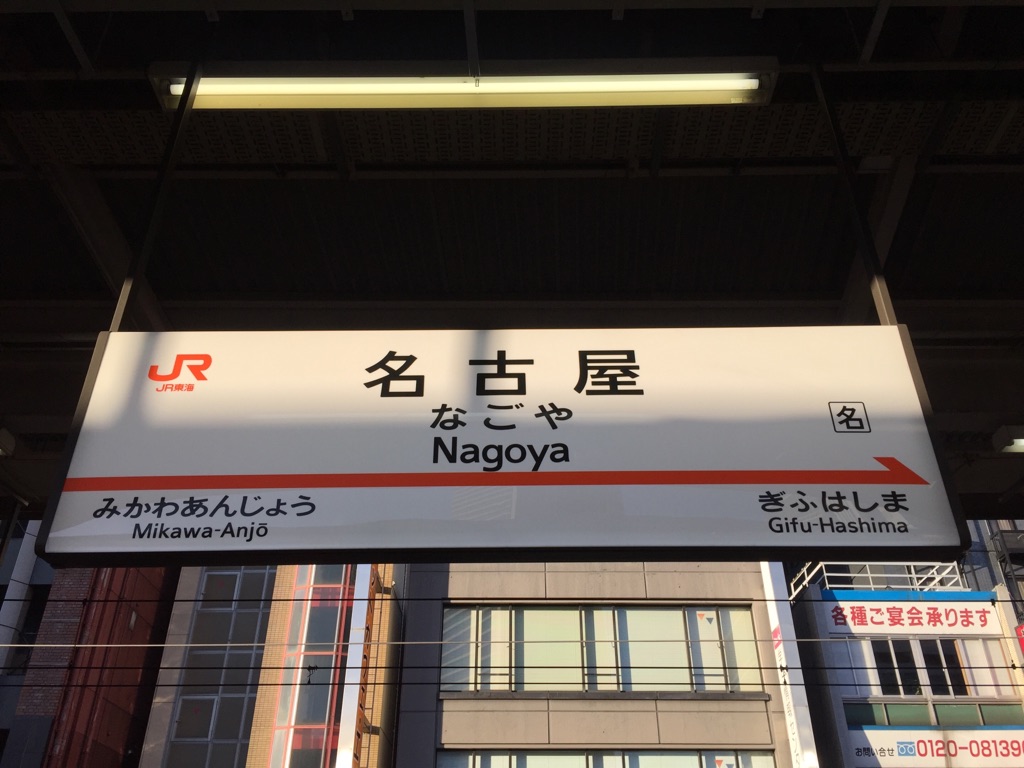 JR
JR東海
名古屋
なごや
Nagoya
名
みかわあんじょう
Mikawa-Anjō
ぎふはしま
Gifu-Hashima
各種ご宴会承ります
お問い合せ 0120-08139